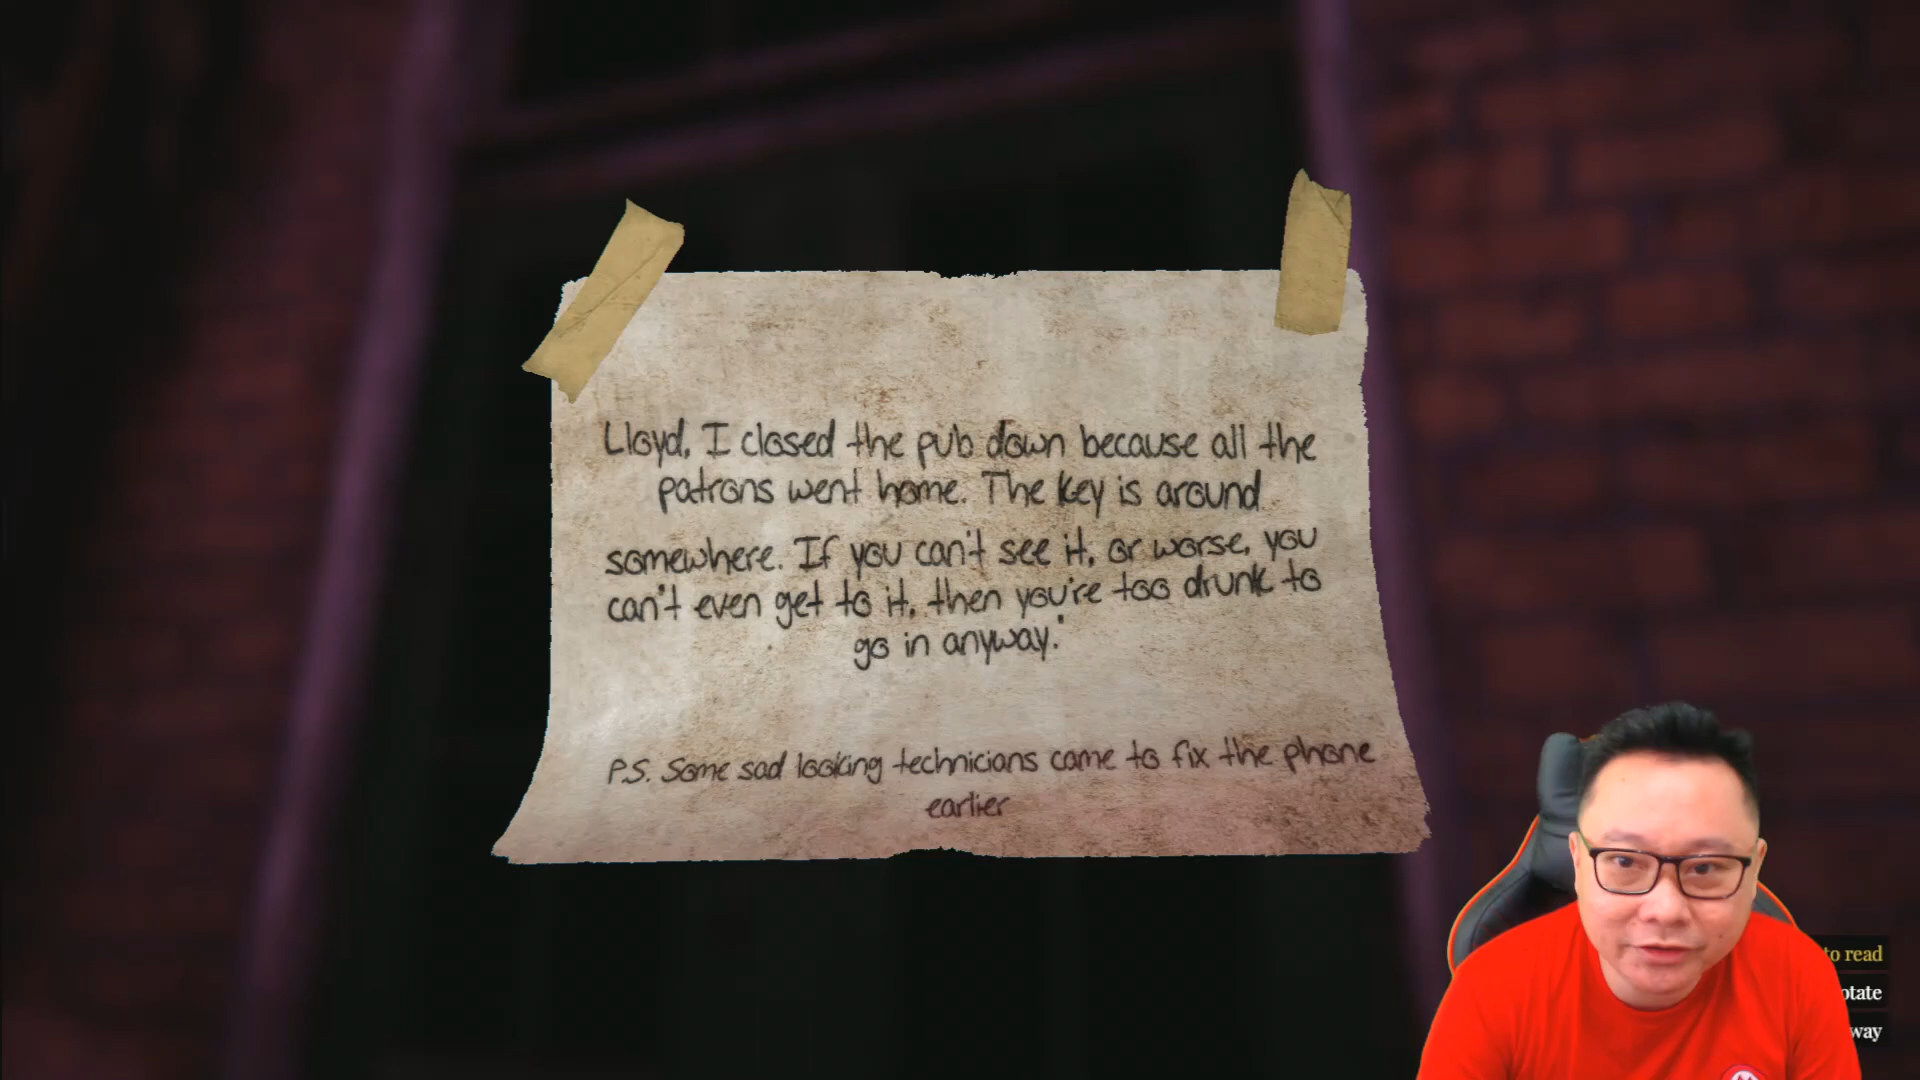 Lloyd, I closed the pub down because all the
patrons went home. The key is around
somewhere. If you can't see it, or worse, you
can't even get to it, then you're too drunk to
go in anyway.'
P.S. Some sad looking technicians came to fix the phone
earlier
to read
otate
way